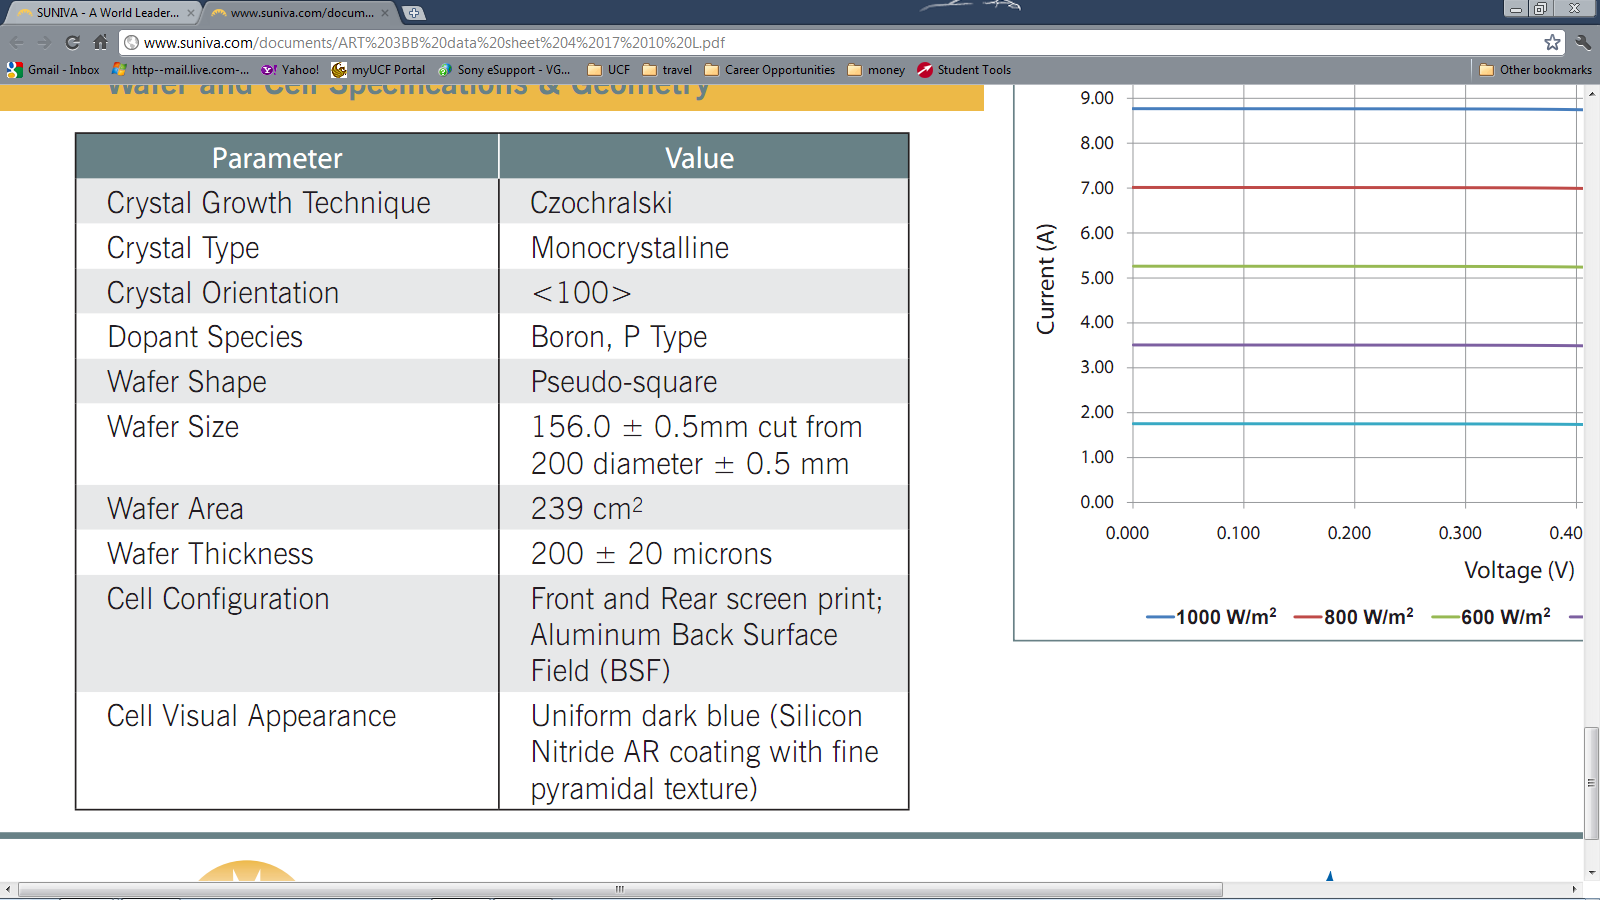 SUNIVA - A World Leader...
www.suniva.com/docum...
www.suniva.com/documents/ART%203BB%20data%20sheet%204%2017%2010%20L.pdf
Gmail - Inbox
http--mail.live.com-...
Yahoo!
myUCF Portal
Sony eSupport - VG...
UCF
travel
Career Opportunities
money
Student Tools
Other bookmarks
Wafer and Cell Specifications & Geometry
Parameter Value
Crystal Growth Technique Czochralski
Crystal Type Monocrystalline
Crystal Orientation <100>
Dopant Species Boron, P Type
Wafer Shape Pseudo-square
Wafer Size 156.0 ± 0.5mm cut from
200 diameter ± 0.5 mm
Wafer Area 239 cm²
Wafer Thickness 200 ± 20 microns
Cell Configuration Front and Rear screen print;
Aluminum Back Surface
Field (BSF)
Cell Visual Appearance Uniform dark blue (Silicon
Nitride AR coating with fine
pyramidal texture)
Current (A)
9.00
8.00
7.00
6.00
5.00
4.00
3.00
2.00
1.00
0.00
0.000 0.100 0.200 0.300 0.40
Voltage (V)
1000 W/m² 800 W/m² 600 W/m²